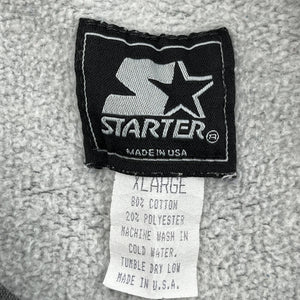 STARTER ®
MADE IN USA
XLARGE
80% COTTON
20% POLYESTER
MACHINE WASH IN
COLD WATER.
TUMBLE DRY LOW
MADE IN U.S.A.